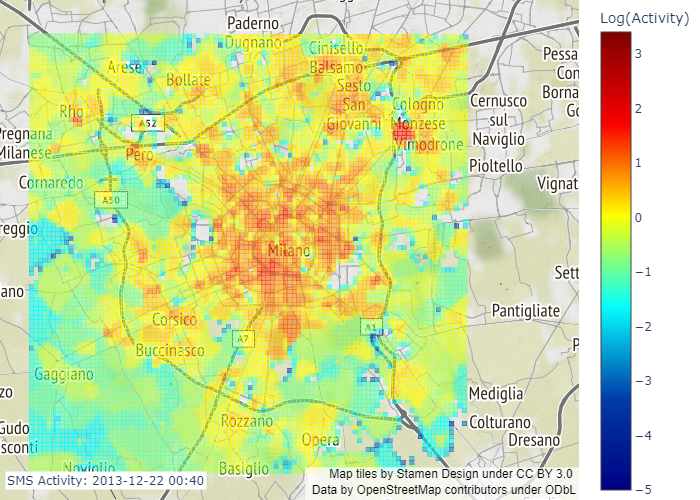 Paderno
Dugnano
Cinisello
Balsamo
Arese
Bollate
Sesto
San
Giovanni
Rho
A52
Cologno
Monzese
Vimodrone
Cernusco
sul
Naviglio
Pessa
Con
Borna
Go
Pregnana
Milanese
Pero
Pioltello
Cornaredo
Vignat
A50
reggio
Milano
Sett
ano
Pantigliate
Corsico
A7
A1
P
Buccinasco
Gaggiano
zo
Mediglia
Rozzano
Colturano
Gudo
sconti
Opera
Dresano
Noviglio
Basiglio
SMS Activity: 2013-12-22 00:40
Map tiles by Stamen Design under CC BY 3.0
Data by OpenStreetMap contributors under ODbL
Log(Activity)
3
2
1
0
−1
−2
−3
−4
−5